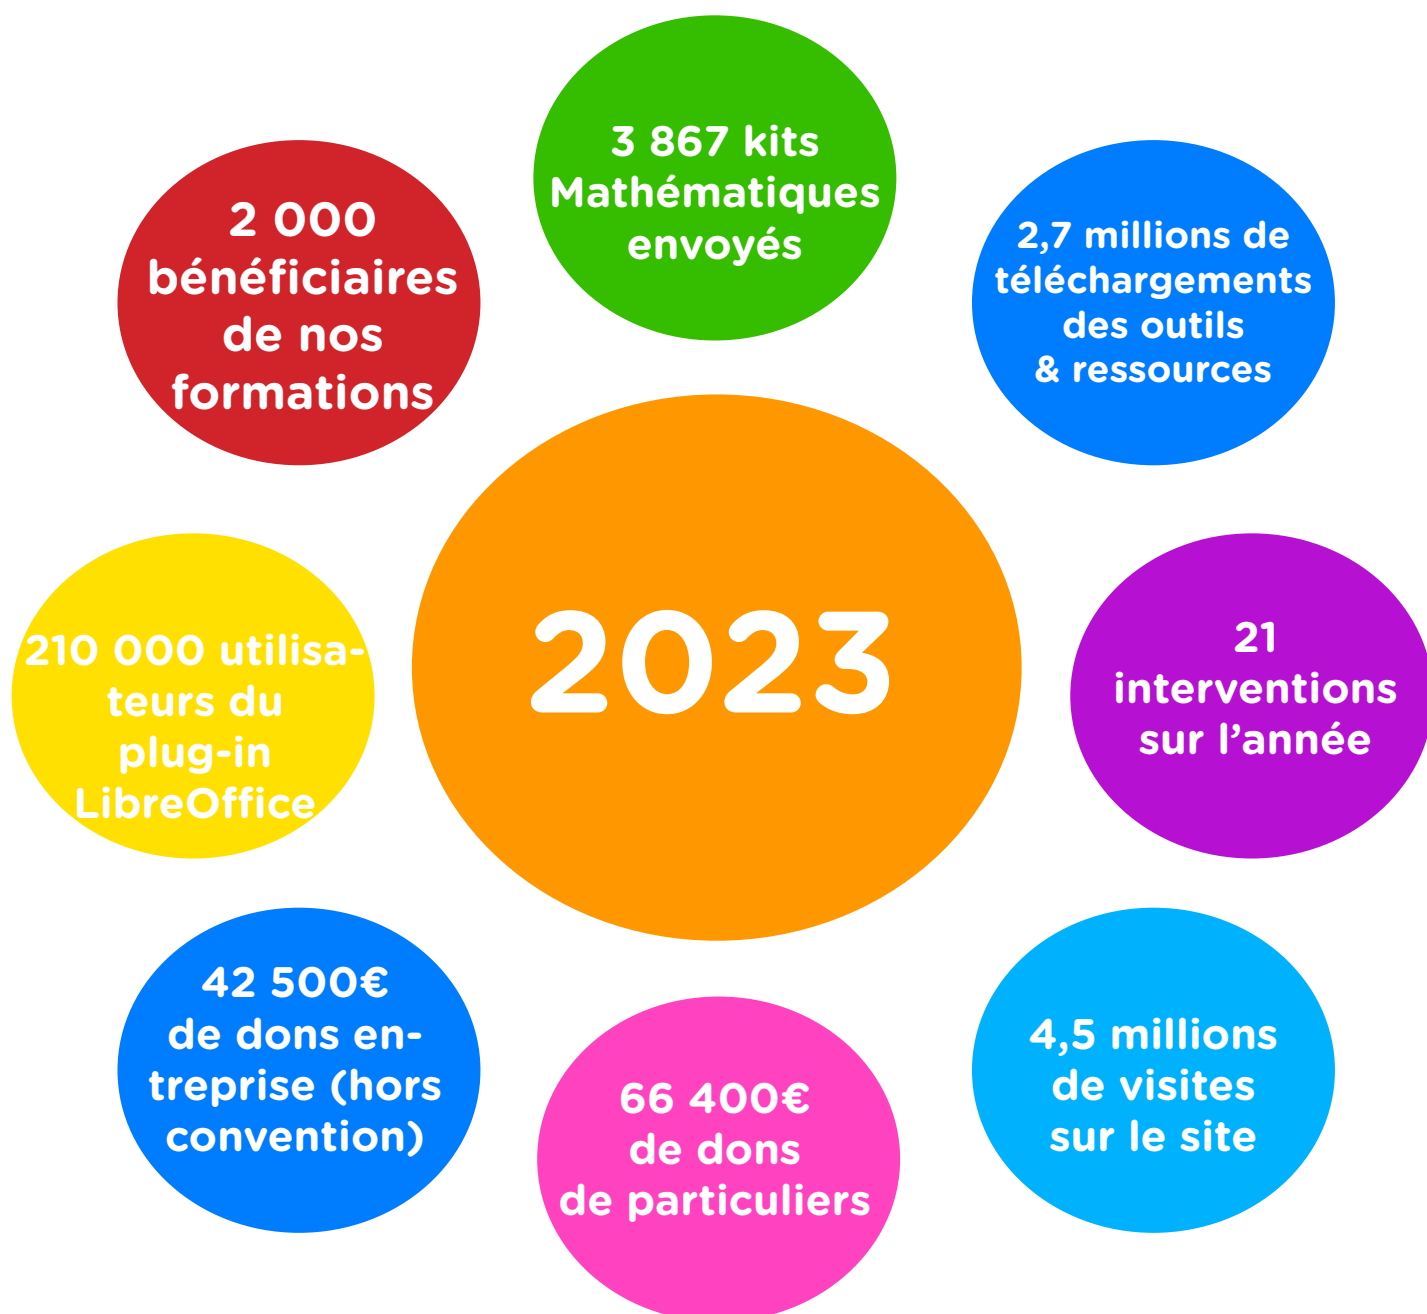 3 867 kits
Mathématiques
envoyés
2 000
bénéficiaires
de nos
formations
2,7 millions de
téléchargements
des outils
& ressources
2023
210 000 utilisa-
teurs du
plug-in
LibreOffice
21
interventions
sur l’année
42 500€
de dons en-
treprise (hors
convention)
66 400€
de dons
de particuliers
4,5 millions
de visites
sur le site